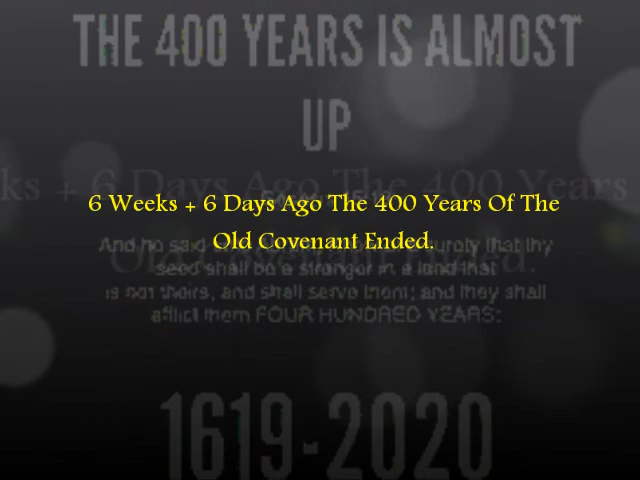 THE 400 YEARS IS ALMOST
UP
6 Weeks + 6 Days Ago The 400 Years Of The
Old Covenant Ended.
And he said that thy
seed shall be a stranger in a land that
is not theirs, and shall serve them; and they shall
afflict them FOUR HUNDRED YEARS:
1619-2020